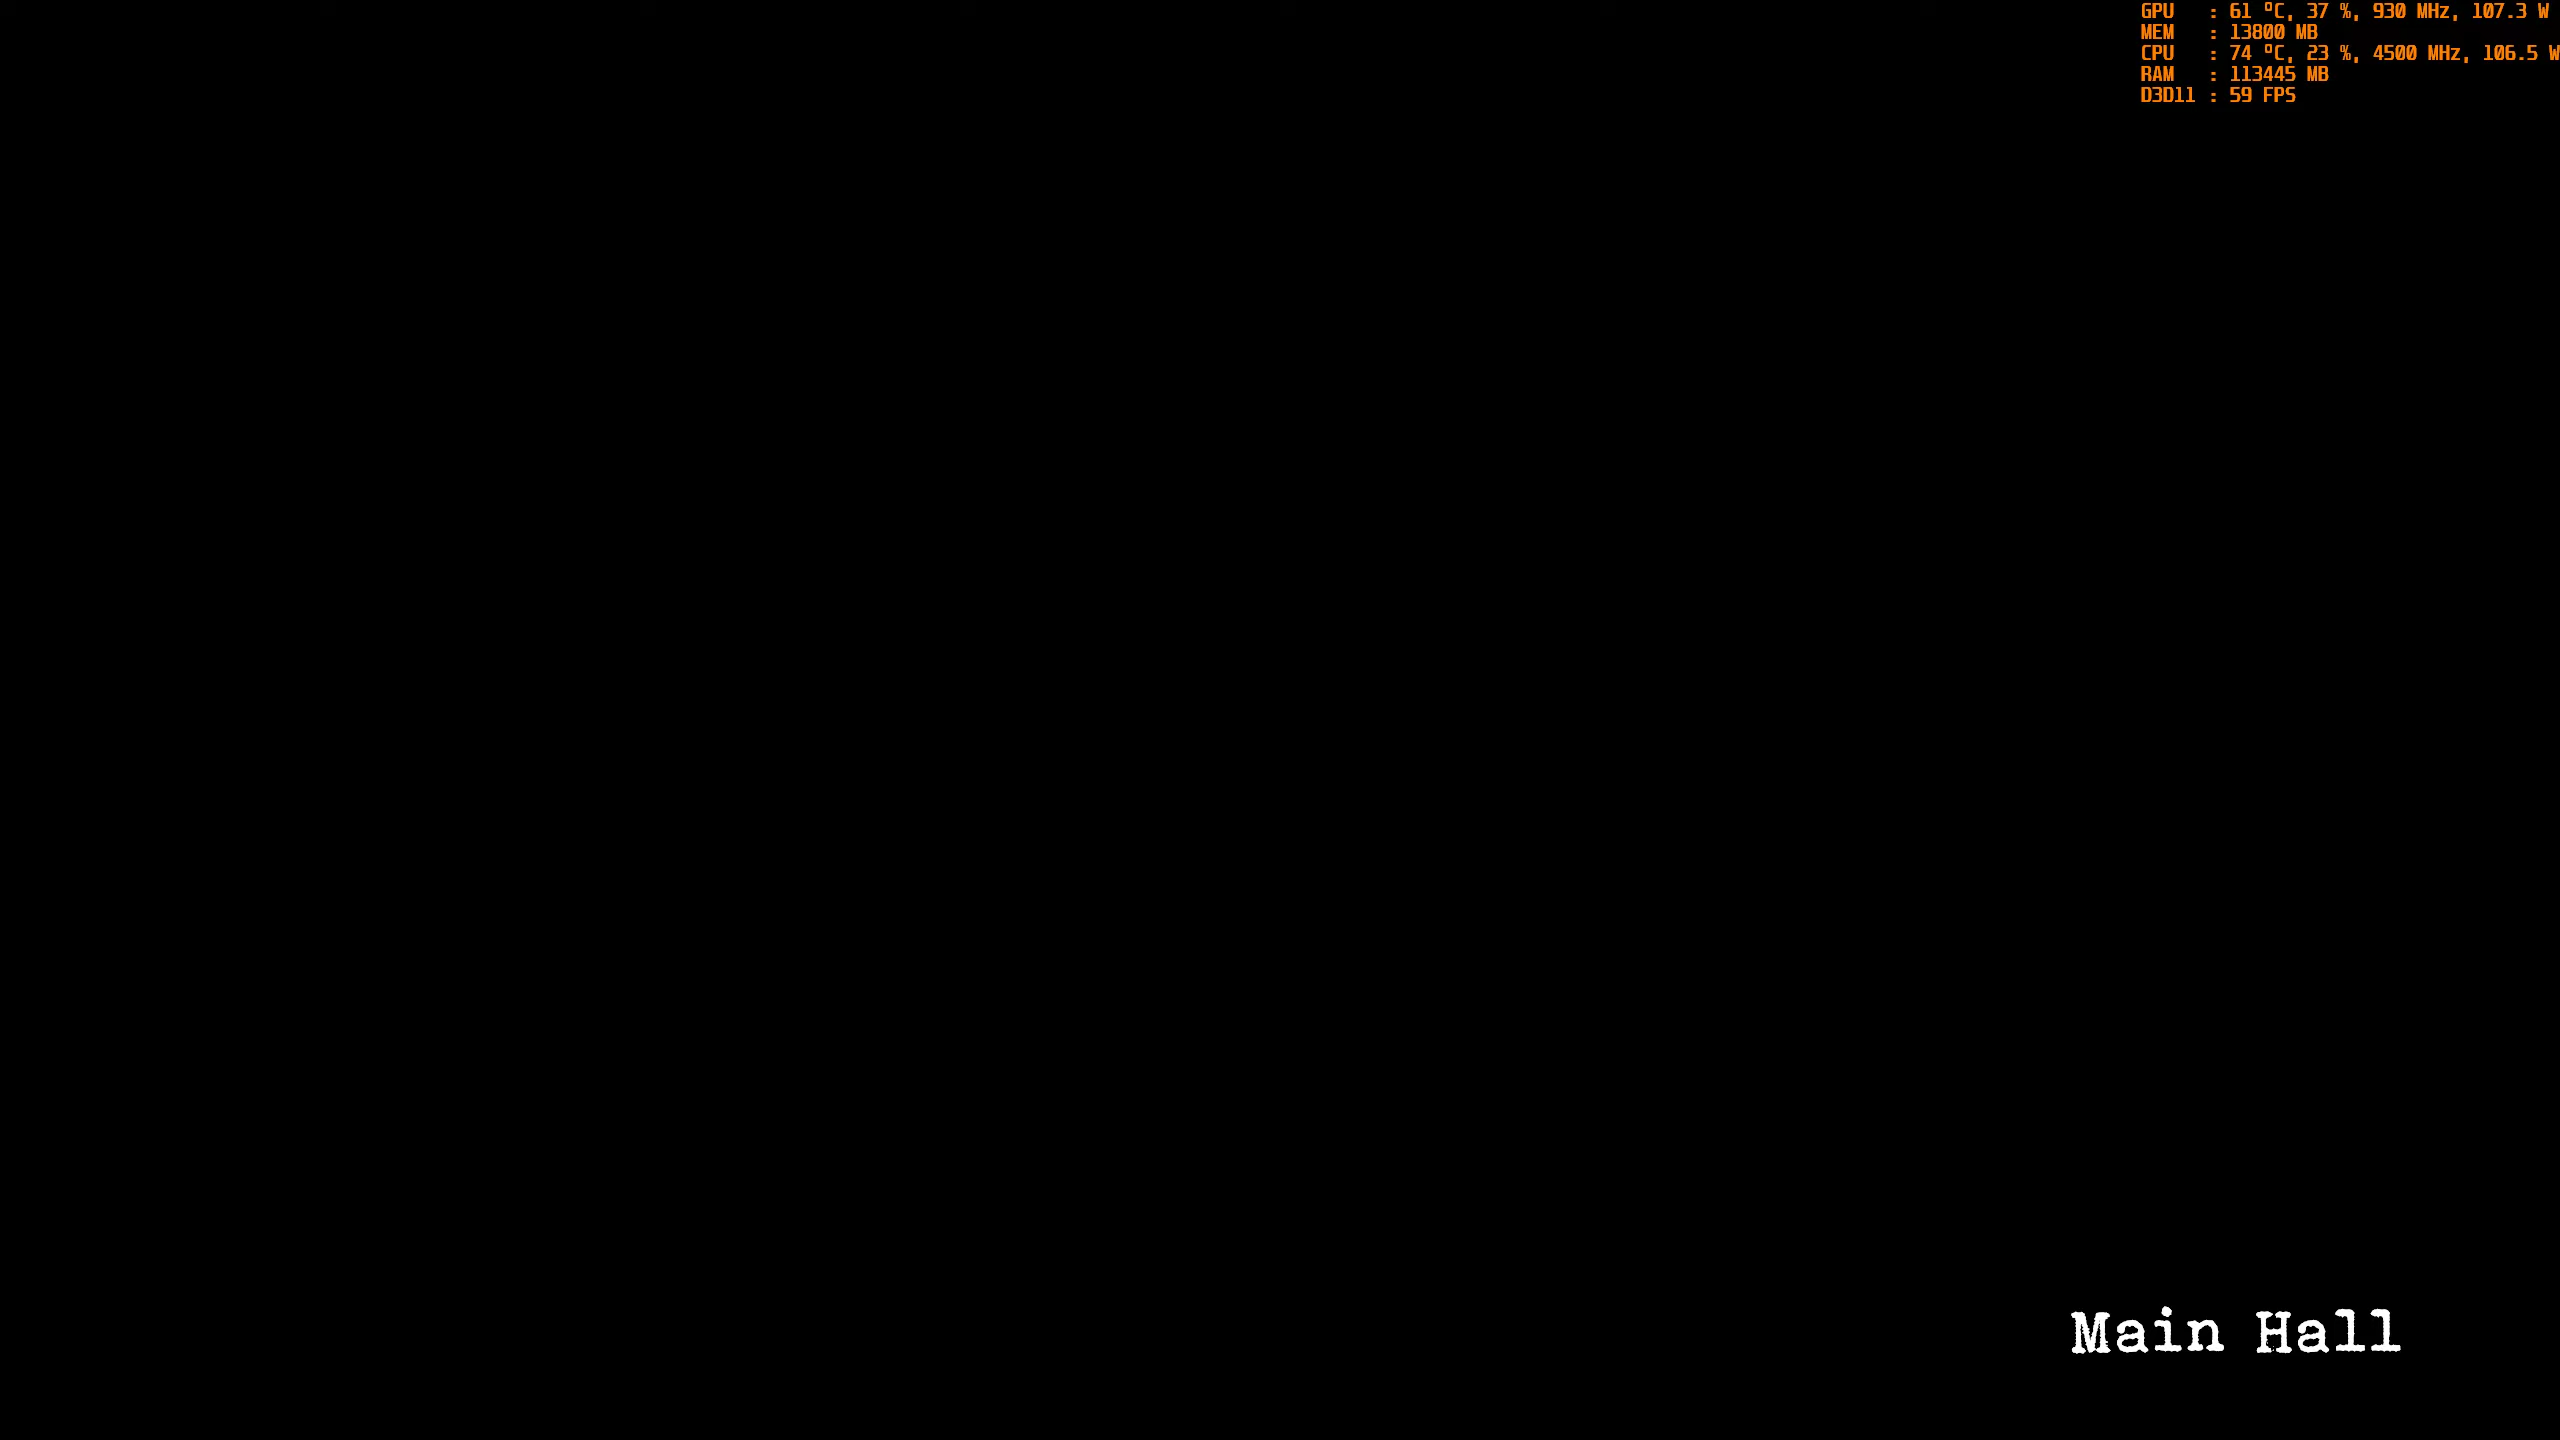 GPU : 61 °C, 37 %, 930 MHz, 107.3 W
MEM : 13800 MB
CPU : 74 °C, 23 %, 4500 MHz, 106.5 W
RAM : 113445 MB
D3D11 : 59 FPS
Main Hall